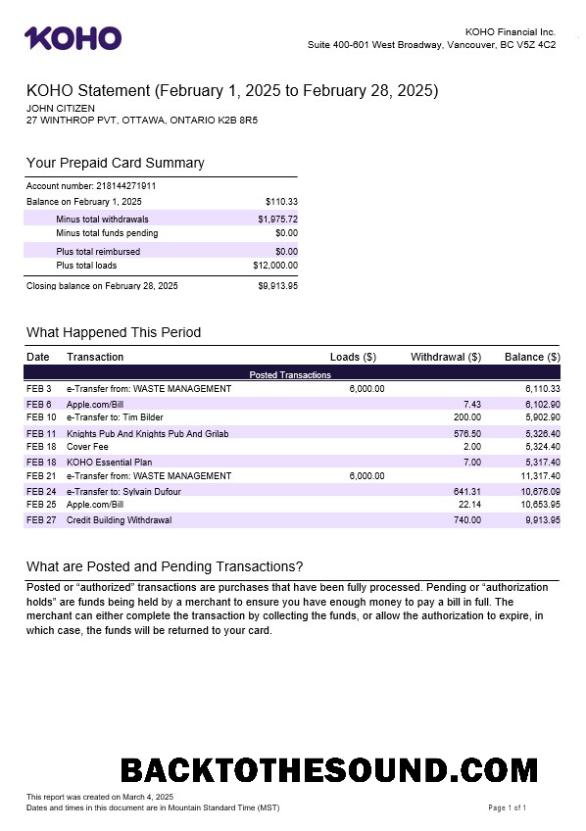 KOHO
KOHO Financial Inc.
Suite 400-601 West Broadway, Vancouver, BC V5Z 4C2
KOHO Statement (February 1, 2025 to February 28, 2025)
JOHN CITIZEN
27 WINTHROP PVT, OTTAWA, ONTARIO K2B 8R5
Your Prepaid Card Summary
Account number: 218144271911
Balance on February 1, 2025 $110.33
Minus total withdrawals $1,975.72
Minus total funds pending $0.00
Plus total reimbursed $0.00
Plus total loads $12,000.00
Closing balance on February 28, 2025 $9,913.95
What Happened This Period
Date Transaction Loads ($) Withdrawal ($) Balance ($)
Posted Transactions
FEB 3 e-Transfer from: WASTE MANAGEMENT 6,000.00 6,110.33
FEB 6 Apple.com/Bill 7.43 6,102.90
FEB 10 e-Transfer to: Tim Bilder 200.00 5,902.90
FEB 11 Knights Pub And Knights Pub And Grilab 576.50 5,326.40
FEB 18 Cover Fee 2.00 5,324.40
FEB 18 KOHO Essential Plan 7.00 5,317.40
FEB 21 e-Transfer from: WASTE MANAGEMENT 6,000.00 11,317.40
FEB 24 e-Transfer to: Sylvain Dufour 641.31 10,676.09
FEB 25 Apple.com/Bill 22.14 10,653.95
FEB 27 Credit Building Withdrawal 740.00 9,913.95
What are Posted and Pending Transactions?
Posted or “authorized” transactions are purchases that have been fully processed. Pending or “authorization
holds” are funds being held by a merchant to ensure you have enough money to pay a bill in full. The
merchant can either complete the transaction by collecting the funds, or allow the authorization to expire, in
which case, the funds will be returned to your card.
BACKTOTHESOUND.COM
This report was created on March 4, 2025
Dates and times in this document are in Mountain Standard Time (MST)
Page 1 of 1